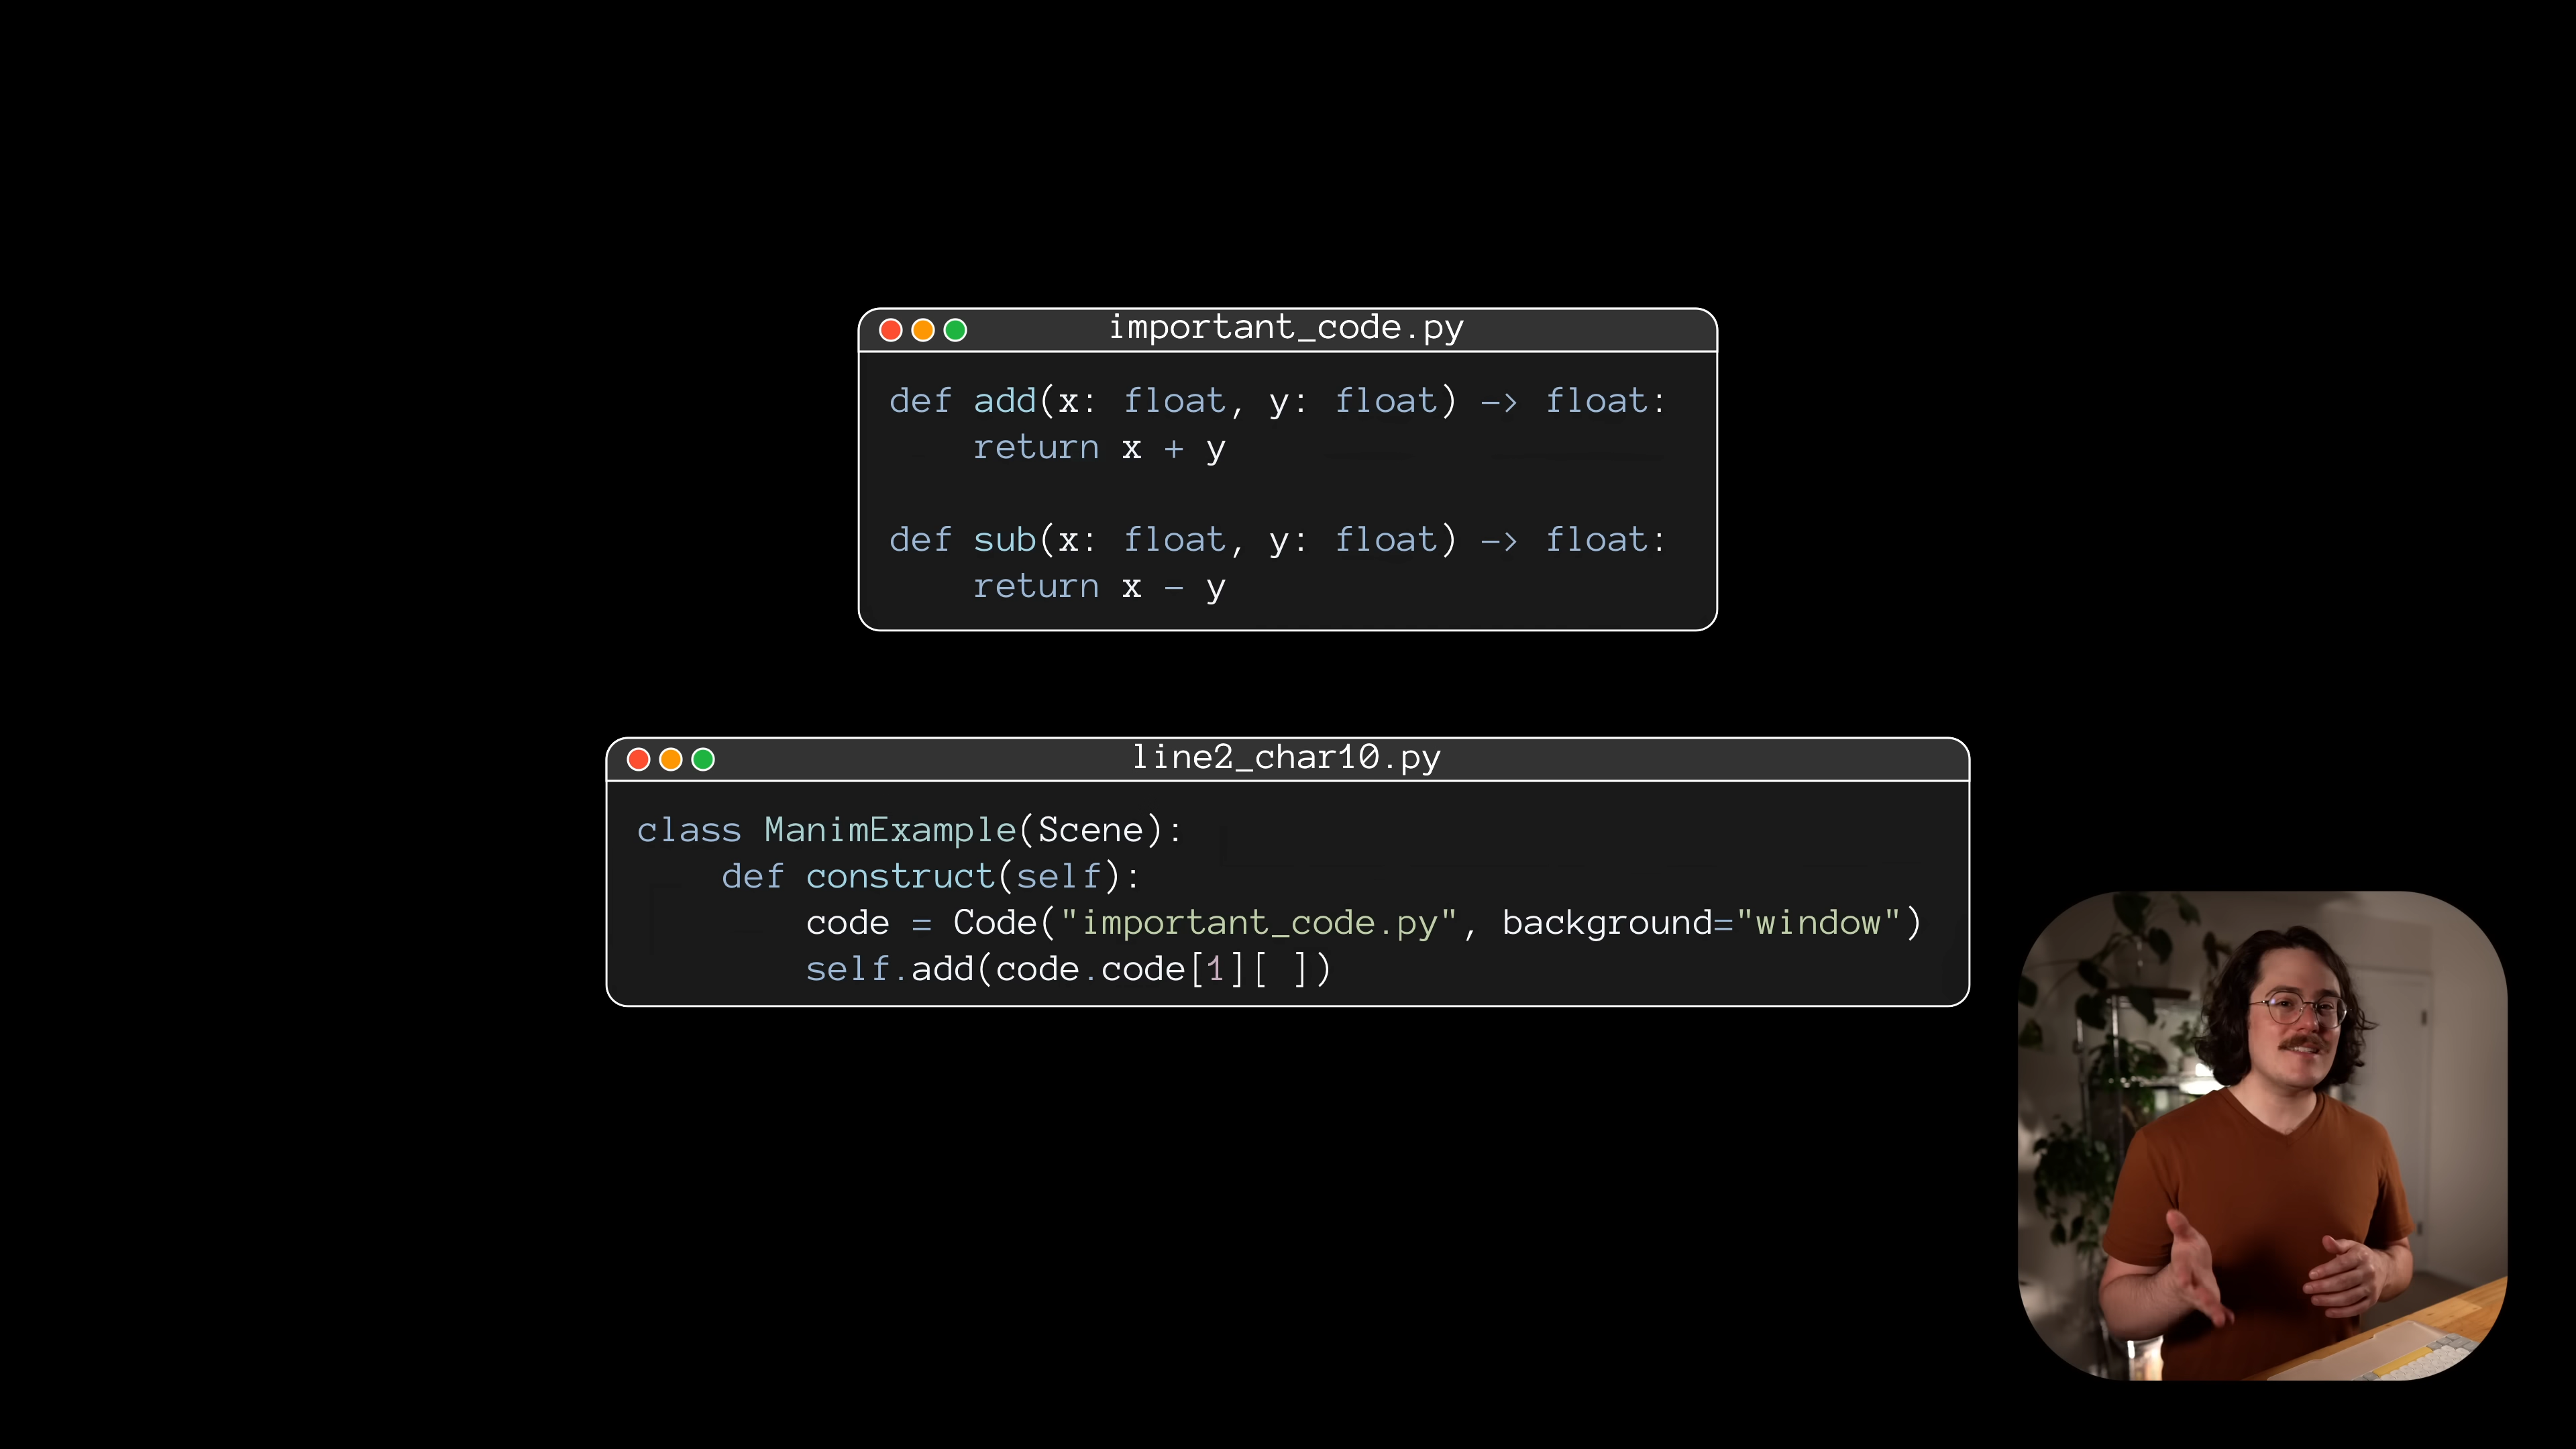 important_code.py
def add(x: float, y: float) -> float:
    return x + y
def sub(x: float, y: float) -> float:
    return x - y
line2_char10.py
class ManimExample(Scene):
    def construct(self):
        code = Code("important_code.py", background="window")
        self.add(code.code[1][ ])